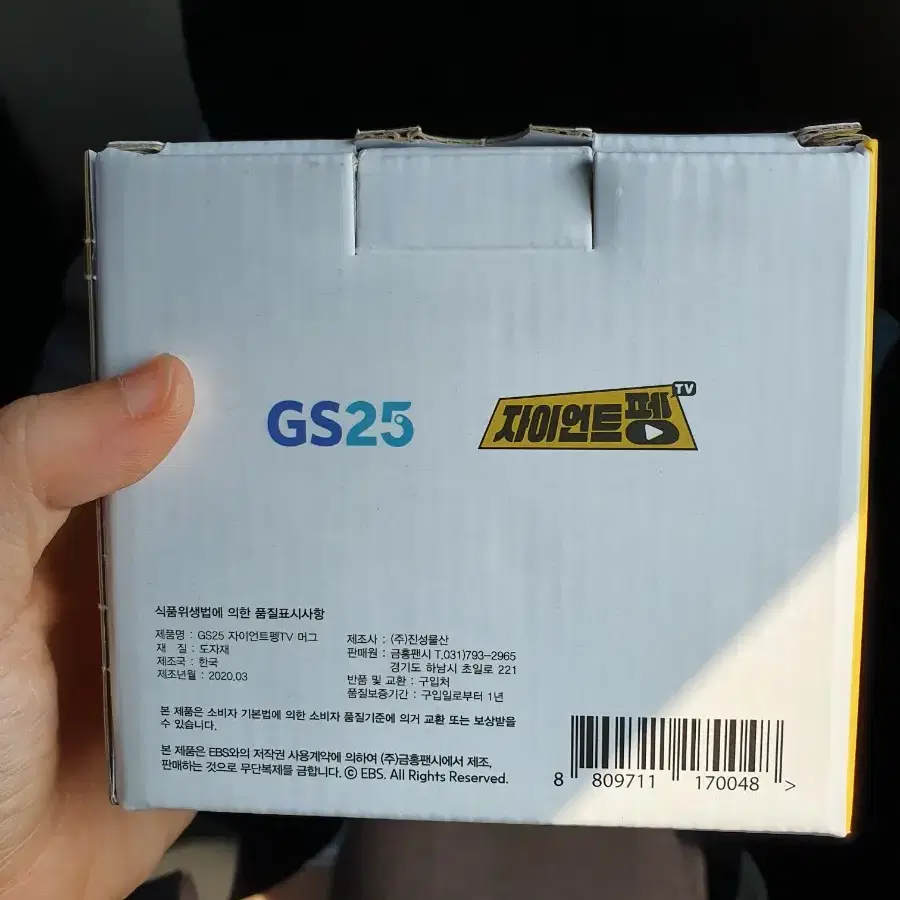 GS25
자이언트펭 TV
식품위생법에 의한 품질표시사항
제품명 : GS25 자이언트펭TV 머그
재 질 : 도자재
제조국 : 한국
제조년월 : 2020.03
제조사 : (주)진성물산
판매원 : 금홍팬시 T.031)793-2965
경기도 하남시 초일로 221
반품 및 교환 : 구입처
품질보증기간 : 구입일로부터 1년
본 제품은 소비자 기본법에 의한 소비자 품질기준에 의거 교환 또는 보상받을
수 있습니다.
본 제품은 EBS와의 저작권 사용계약에 의하여 (주)금홍팬시에서 제조,
판매하는 것으로 무단복제를 금합니다. ⓒ EBS. All Rights Reserved.
8 809711 170048 >